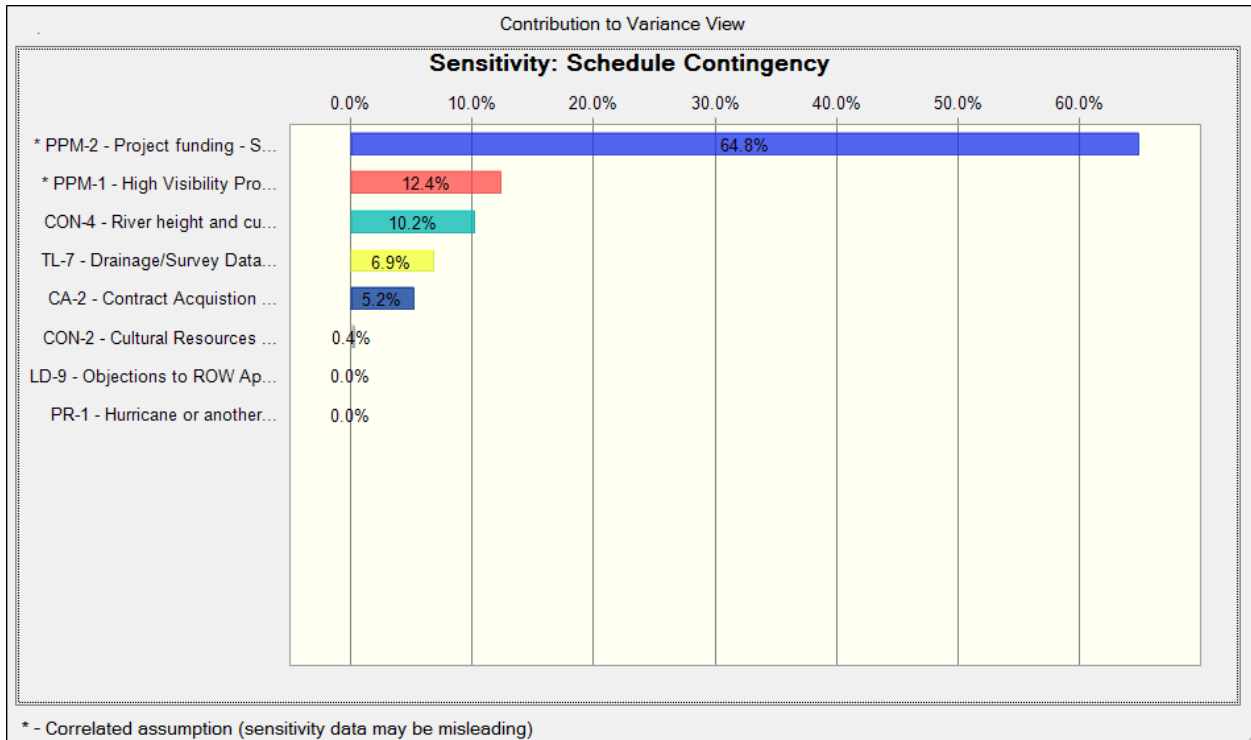 Contribution to Variance View
Sensitivity: Schedule Contingency
0.0% 10.0% 20.0% 30.0% 40.0% 50.0% 60.0%
* PPM-2 - Project funding - S... 64.8%
* PPM-1 - High Visibility Pro... 12.4%
CON-4 - River height and cu... 10.2%
TL-7 - Drainage/Survey Data... 6.9%
CA-2 - Contract Acquistion ... 5.2%
CON-2 - Cultural Resources ... 0.4%
LD-9 - Objections to ROW Ap... 0.0%
PR-1 - Hurricane or another... 0.0%
* - Correlated assumption (sensitivity data may be misleading)